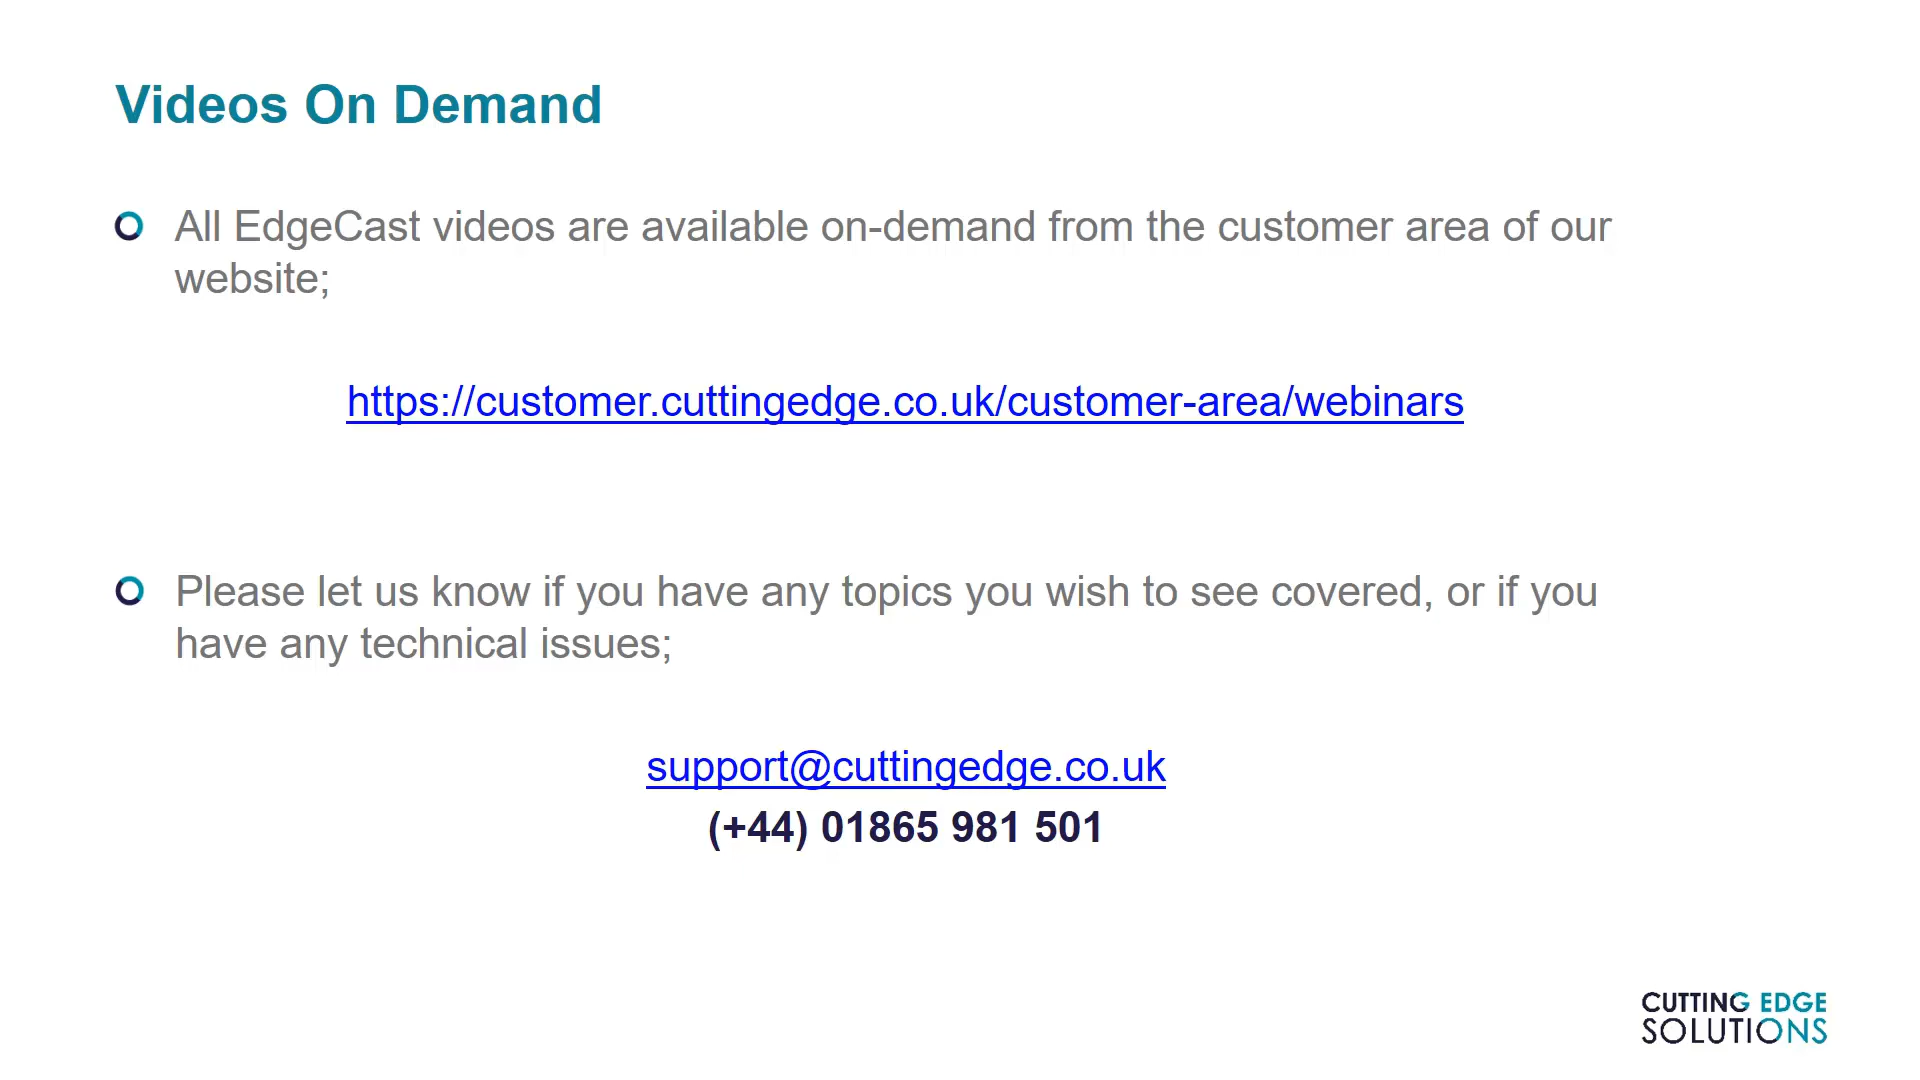 Videos On Demand
All EdgeCast videos are available on-demand from the customer area of our
website;
https://customer.cuttingedge.co.uk/customer-area/webinars
Please let us know if you have any topics you wish to see covered, or if you
have any technical issues;
support@cuttingedge.co.uk
(+44) 01865 981 501
CUTTING EDGE
SOLUTIONS